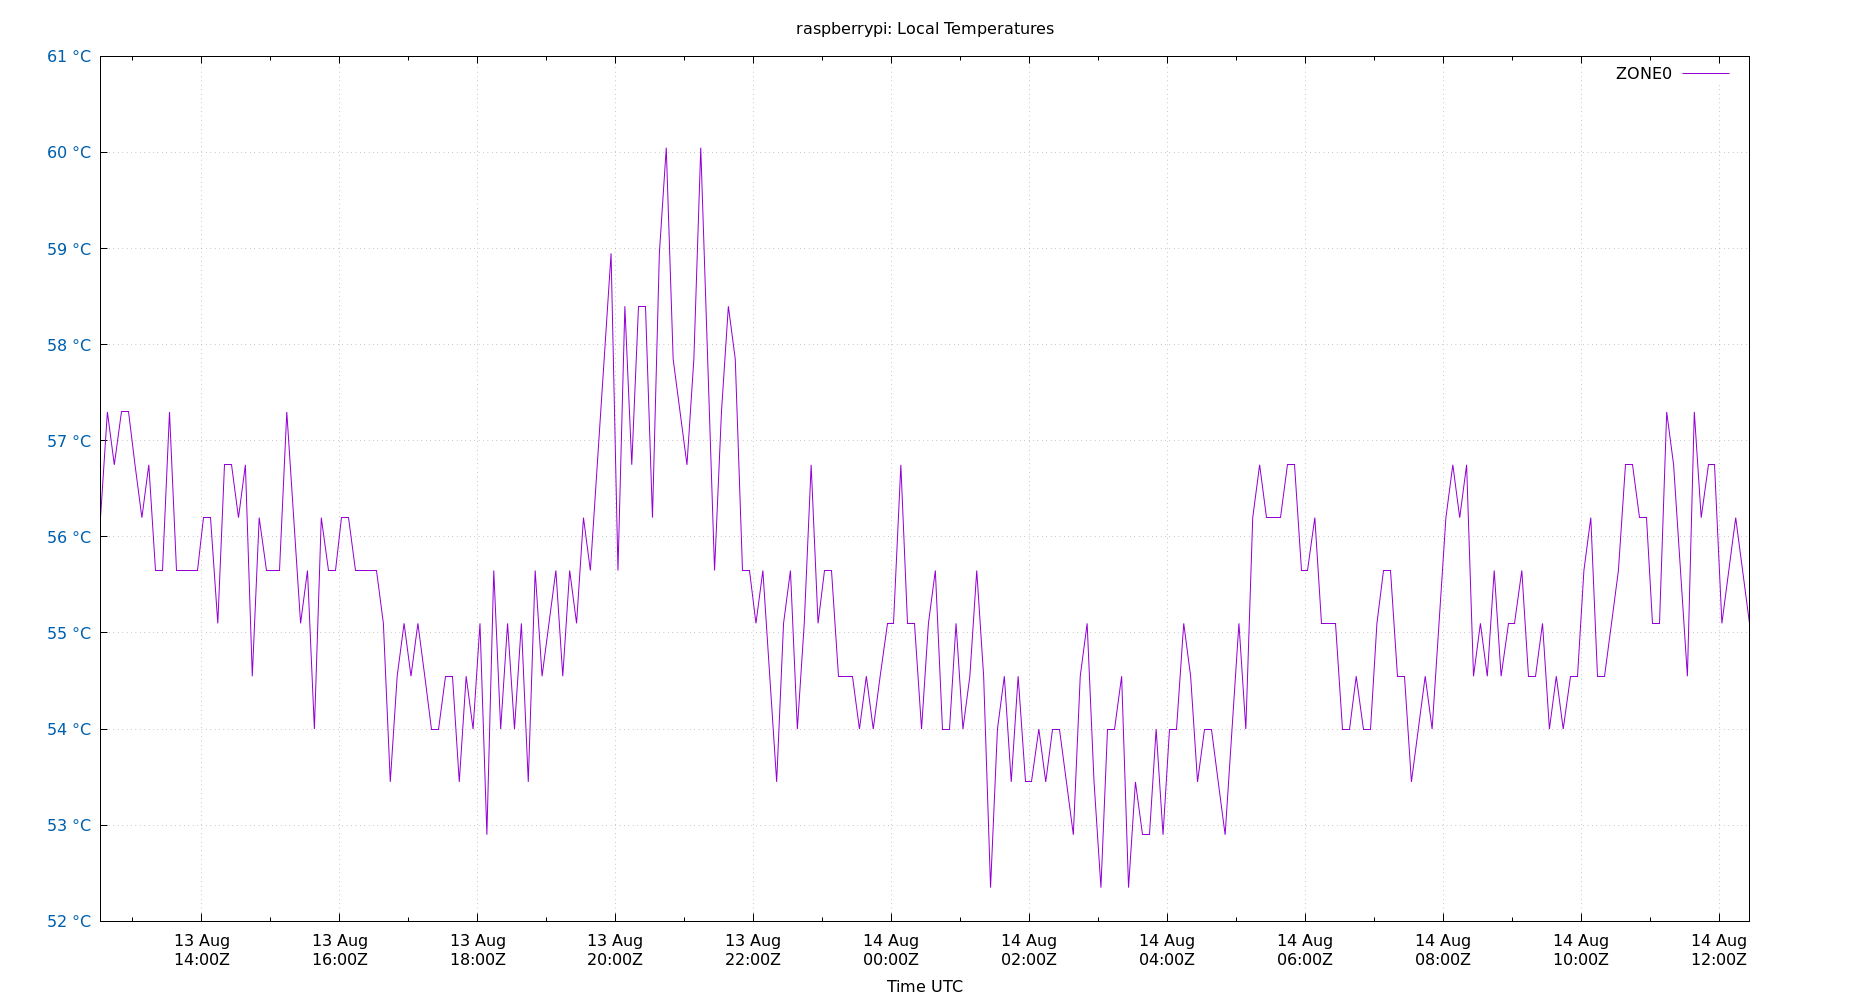 raspberrypi: Local Temperatures
61 °C
ZONE0
60 °C
59 °C
58 °C
57 °C
56 °C
55 °C
54 °C
53 °C
52 °C
13 Aug 13 Aug 13 Aug 13 Aug 13 Aug 14 Aug 14 Aug 14 Aug 14 Aug 14 Aug 14 Aug 14 Aug
14:00Z 16:00Z 18:00Z 20:00Z 22:00Z 00:00Z 02:00Z 04:00Z 06:00Z 08:00Z 10:00Z 12:00Z
Time UTC